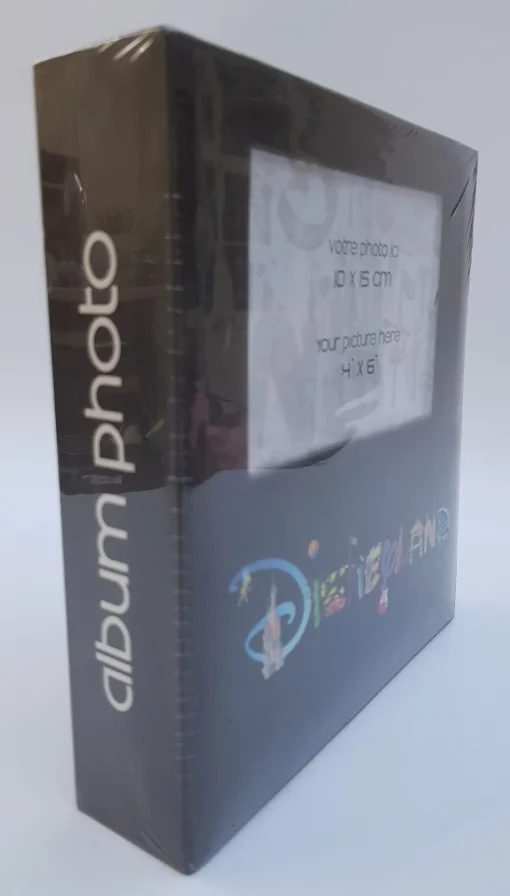 album photo
votre photo ici
10 x 15 cm
your picture here
4" x 6"
Disneyland